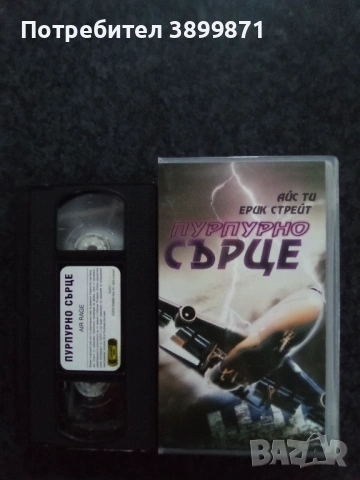 Потребител 3899871
АЙС ТИ
ЕРИК СТРЕЙТ
ПУРПУРНО
СЪРЦЕ
ПУРПУРНО СЪРЦЕ
AIR RAGE
BAZAR